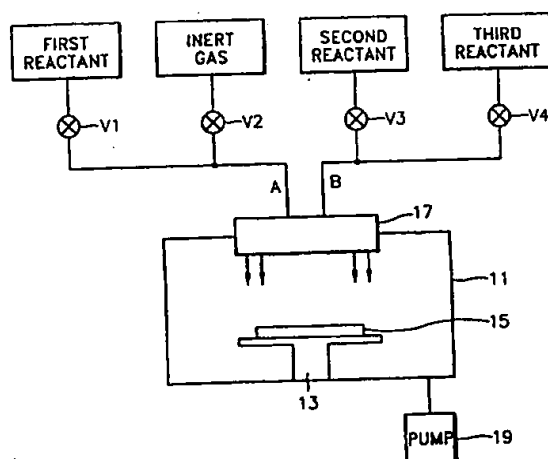 FIRST
REACTANT
INERT
GAS
SECOND
REACTANT
THIRD
REACTANT
V1
V2
V3
V4
A
B
17
11
15
13
PUMP
19